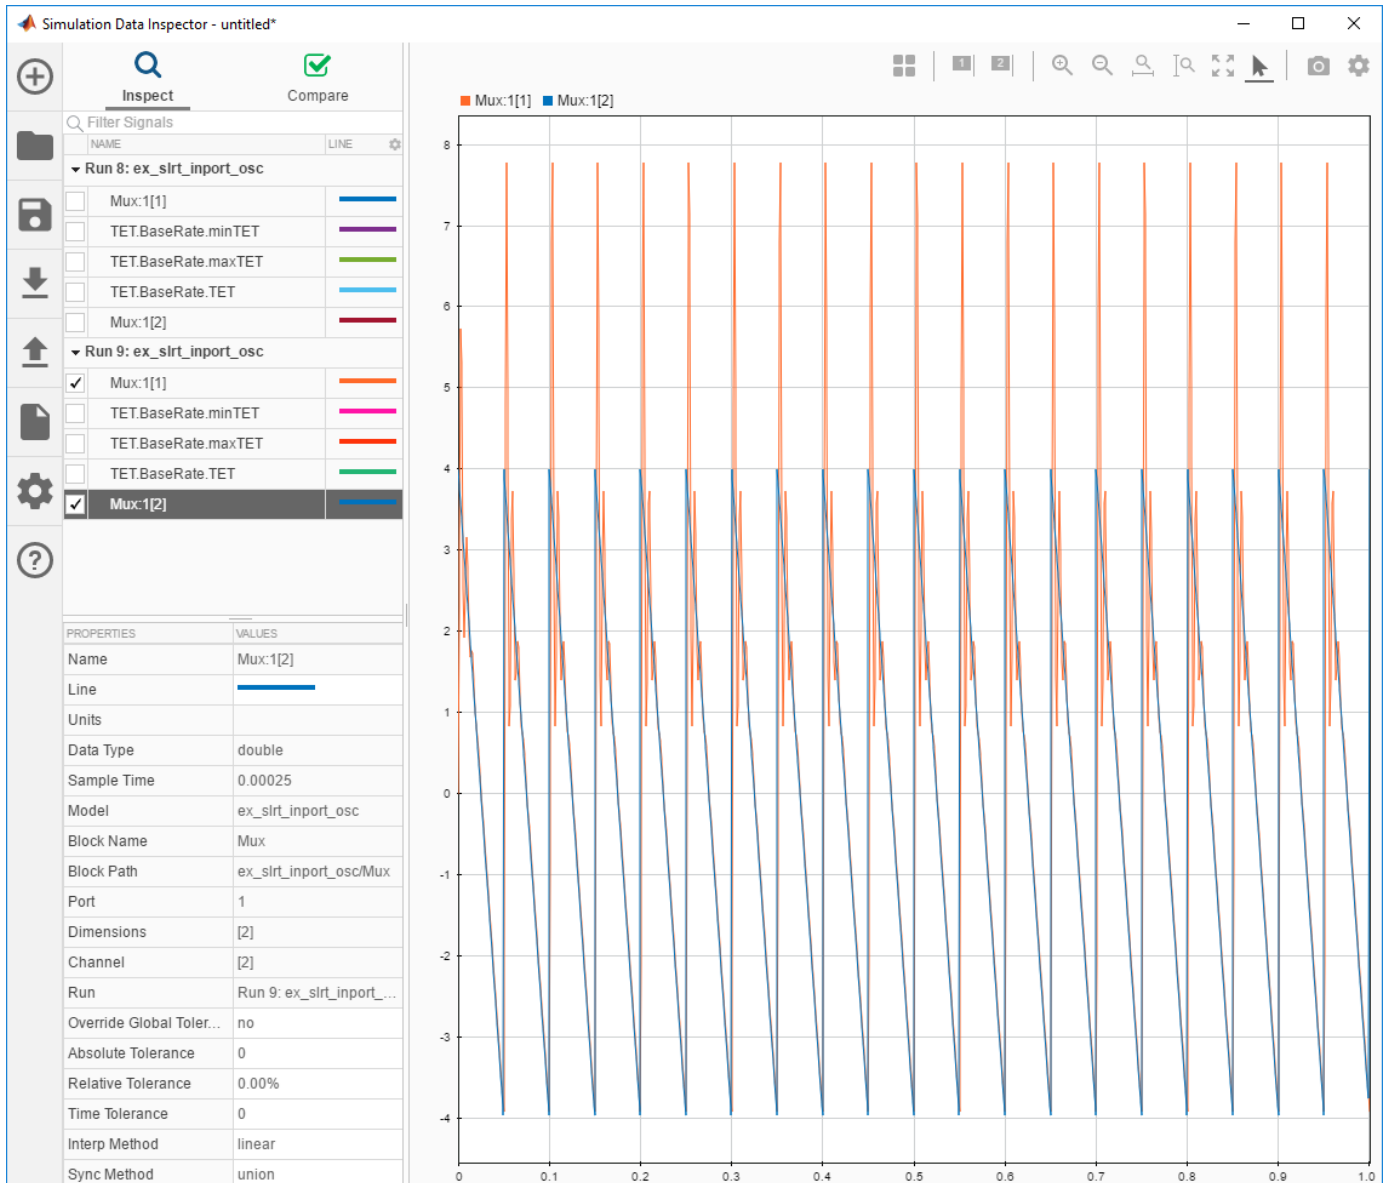 Simulation Data Inspector - untitled*
Inspect
Compare
Filter Signals
NAME LINE
Run 8: ex_slrt_inport_osc
Mux:1[1]
TET.BaseRate.minTET
TET.BaseRate.maxTET
TET.BaseRate.TET
Mux:1[2]
Run 9: ex_slrt_inport_osc
Mux:1[1]
TET.BaseRate.minTET
TET.BaseRate.maxTET
TET.BaseRate.TET
Mux:1[2]
PROPERTIES VALUES
Name Mux:1[2]
Line
Units
Data Type double
Sample Time 0.00025
Model ex_slrt_inport_osc
Block Name Mux
Block Path ex_slrt_inport_osc/Mux
Port 1
Dimensions [2]
Channel [2]
Run Run 9: ex_slrt_inport_...
Override Global Toler... no
Absolute Tolerance 0
Relative Tolerance 0.00%
Time Tolerance 0
Interp Method linear
Sync Method union
1 2
Mux:1[1] Mux:1[2]
8
7
6
5
4
3
2
1
0
-1
-2
-3
-4
0 0.1 0.2 0.3 0.4 0.5 0.6 0.7 0.8 0.9 1.0